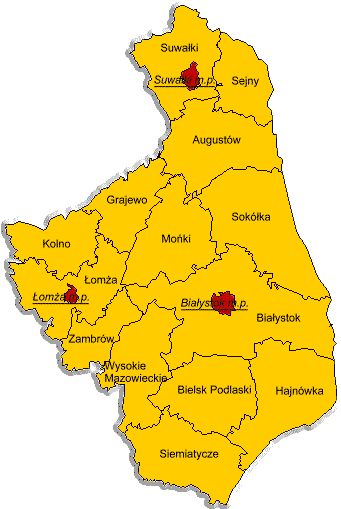 Suwałki
Suwałki m.p.
Sejny
Augustów
Grajewo
Sokółka
Kolno
Mońki
Łomża
Łomża m.p.
Białystok m.p.
Białystok
Zambrów
Wysokie
Mazowieckie
Bielsk Podlaski
Hajnówka
Siemiatycze